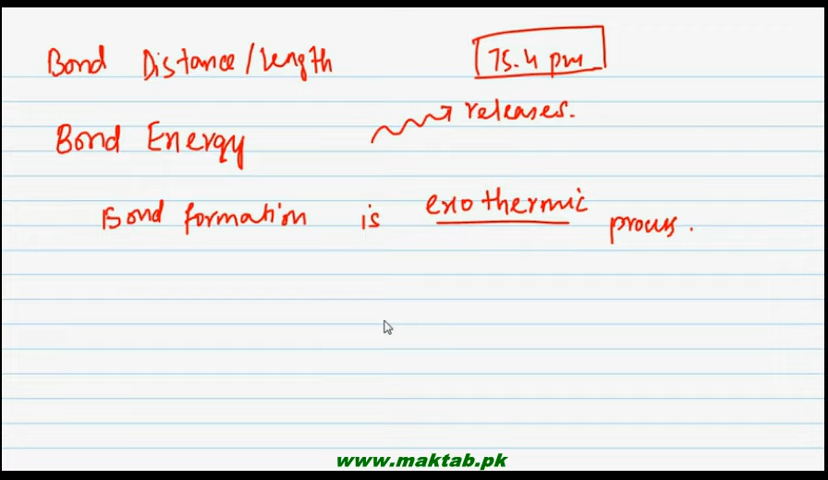 Bond Distance/Length 75.4 pm
Bond Energy releases.
Bond formation is exothermic process.
www.maktab.pk